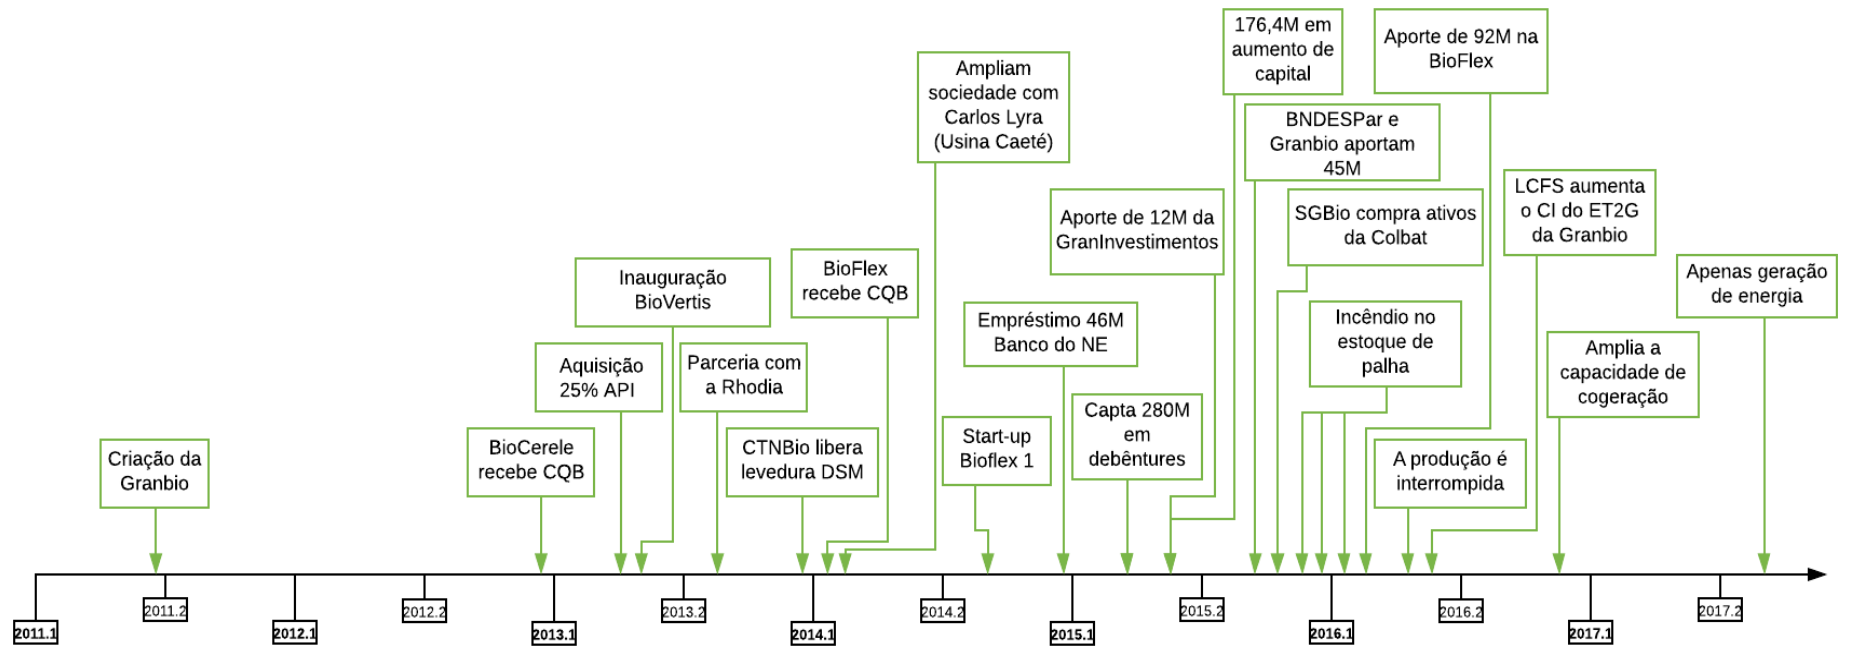 Criação da
Granbio
BioCerele
recebe CQB
Aquisição
25% API
Inauguração
BioVertis
Parceria com
a Rhodia
CTNBio libera
levedura DSM
BioFlex
recebe CQB
Ampliam
sociedade com
Carlos Lyra
(Usina Caeté)
Start-up
Bioflex 1
Empréstimo 46M
Banco do NE
Capta 280M
em
debêntures
Aporte de 12M da
GranInvestimentos
176,4M em
aumento de
capital
BNDESPar e
Granbio aportam
45M
SGBio compra ativos
da Colbat
Incêndio no
estoque de
palha
Aporte de 92M na
BioFlex
A produção é
interrompida
LCFS aumenta
o CI do ET2G
da Granbio
Amplia a
capacidade de
cogeração
Apenas geração
de energia
2011.1
2011.2
2012.1
2012.2
2013.1
2013.2
2014.1
2014.2
2015.1
2015.2
2016.1
2016.2
2017.1
2017.2